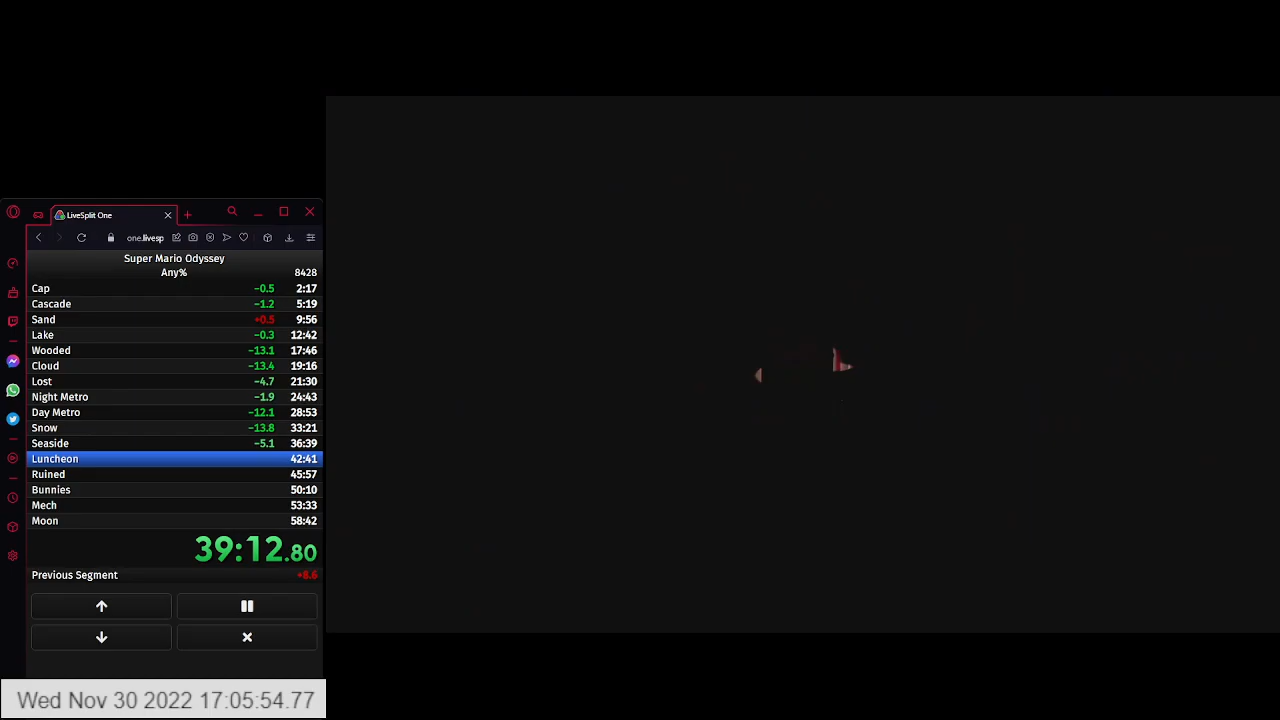 LiveSplit One
one.livesp
Super Mario Odyssey
Any% 8428
Cap −0.5 2:17
Cascade −1.2 5:19
Sand +0.5 9:56
Lake −0.3 12:42
Wooded −13.1 17:46
Cloud −13.4 19:16
Lost −4.7 21:30
Night Metro −1.9 24:43
Day Metro −12.1 28:53
Snow −13.8 33:21
Seaside −5.1 36:39
Luncheon 42:41
Ruined 45:57
Bunnies 50:10
Mech 53:33
Moon 58:42
39:12.80
Previous Segment +8.6
Wed Nov 30 2022 17:05:54.77